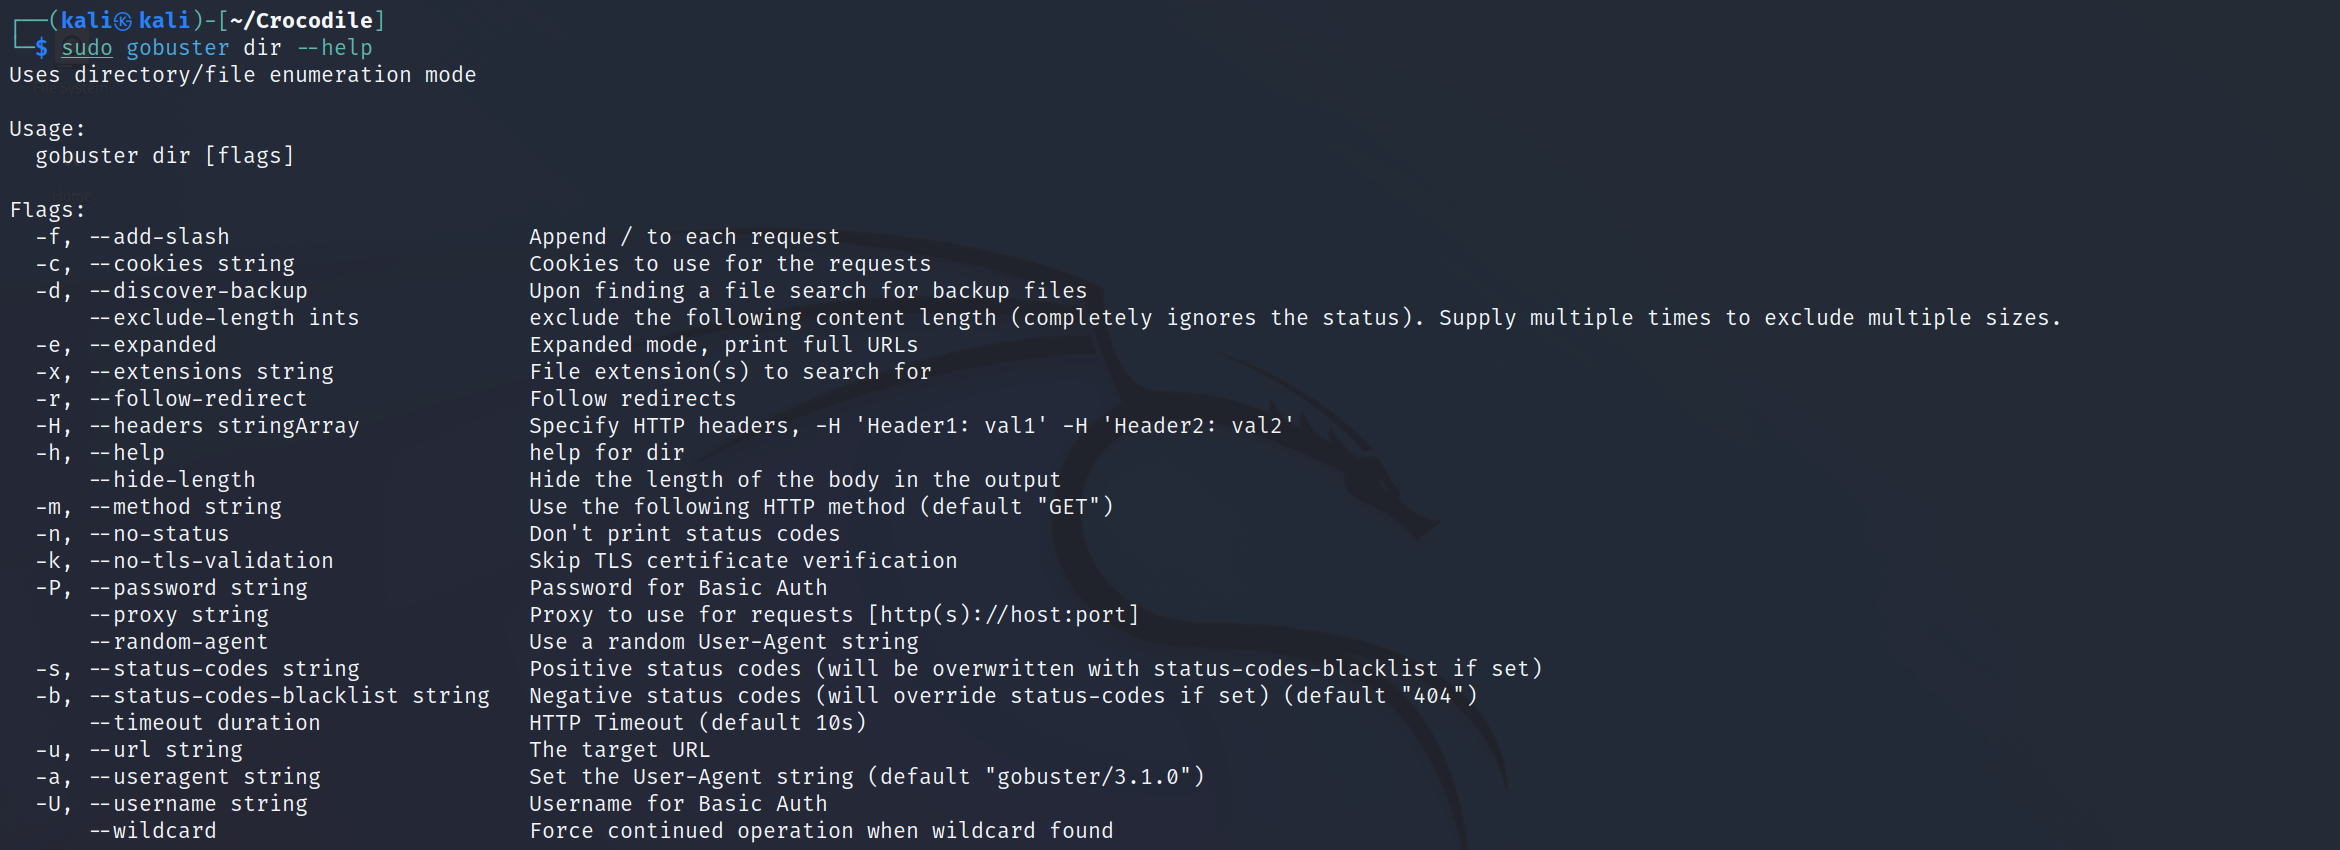 ┌──(kali㉿kali)-[~/Crocodile]
└─$ sudo gobuster dir --help
Uses directory/file enumeration mode
File System
Usage:
  gobuster dir [flags]
Home
Flags:
  -f, --add-slash                       Append / to each request
  -c, --cookies string                  Cookies to use for the requests
  -d, --discover-backup                 Upon finding a file search for backup files
      --exclude-length ints             exclude the following content length (completely ignores the status). Supply multiple times to exclude multiple sizes.
  -e, --expanded                        Expanded mode, print full URLs
  -x, --extensions string               File extension(s) to search for
  -r, --follow-redirect                 Follow redirects
  -H, --headers stringArray             Specify HTTP headers, -H 'Header1: val1' -H 'Header2: val2'
  -h, --help                            help for dir
      --hide-length                     Hide the length of the body in the output
  -m, --method string                   Use the following HTTP method (default "GET")
  -n, --no-status                       Don't print status codes
  -k, --no-tls-validation               Skip TLS certificate verification
  -P, --password string                 Password for Basic Auth
      --proxy string                    Proxy to use for requests [http(s)://host:port]
      --random-agent                    Use a random User-Agent string
  -s, --status-codes string             Positive status codes (will be overwritten with status-codes-blacklist if set)
  -b, --status-codes-blacklist string   Negative status codes (will override status-codes if set) (default "404")
      --timeout duration                HTTP Timeout (default 10s)
  -u, --url string                      The target URL
  -a, --useragent string                Set the User-Agent string (default "gobuster/3.1.0")
  -U, --username string                 Username for Basic Auth
      --wildcard                        Force continued operation when wildcard found